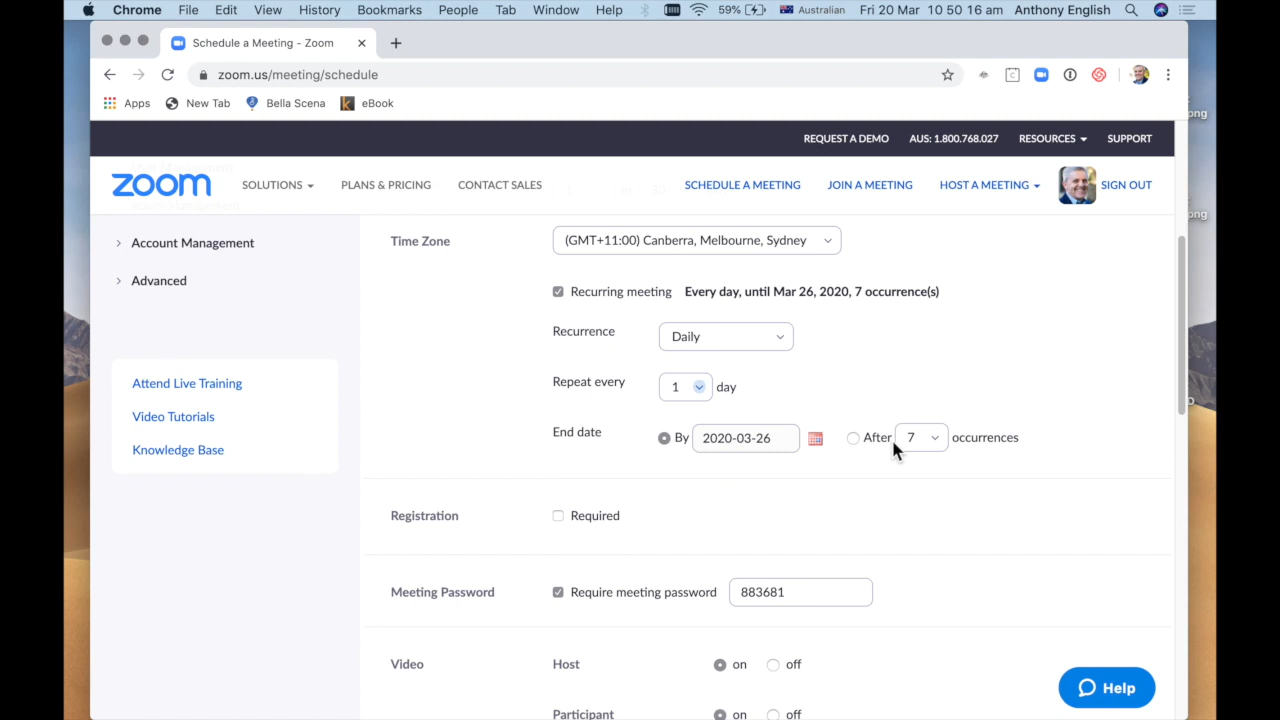 Chrome File Edit View History Bookmarks People Tab Window Help 59% Australian Fri 20 Mar 10 50 16 am Anthony English
Schedule a Meeting - Zoom
zoom.us/meeting/schedule
Apps New Tab Bella Scena eBook
png
REQUEST A DEMO AUS: 1.800.768.027 RESOURCES SUPPORT
zoom SOLUTIONS PLANS & PRICING CONTACT SALES SCHEDULE A MEETING JOIN A MEETING HOST A MEETING SIGN OUT
png
Account Management
Advanced
Attend Live Training
Video Tutorials
Knowledge Base
Time Zone (GMT+11:00) Canberra, Melbourne, Sydney
Recurring meeting Every day, until Mar 26, 2020, 7 occurrence(s)
Recurrence Daily
Repeat every 1 day
End date By 2020-03-26 After 7 occurrences
Registration Required
Meeting Password Require meeting password 883681
Video Host on off
Participant on off
Help